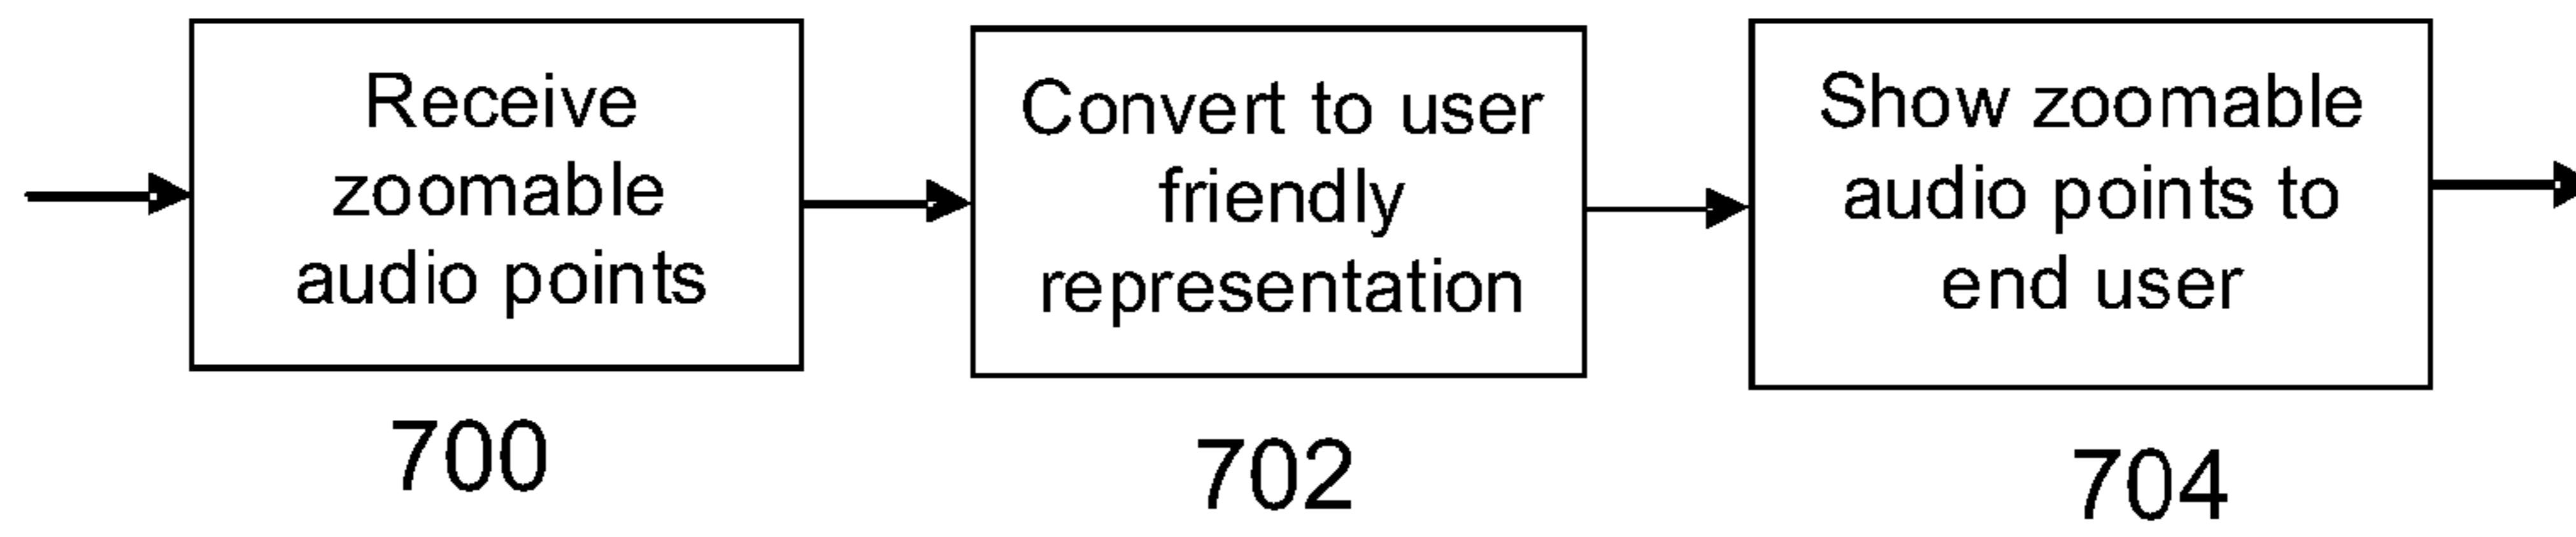 Receive
zoomable
audio points
700
Convert to user
friendly
representation
702
Show zoomable
audio points to
end user
704